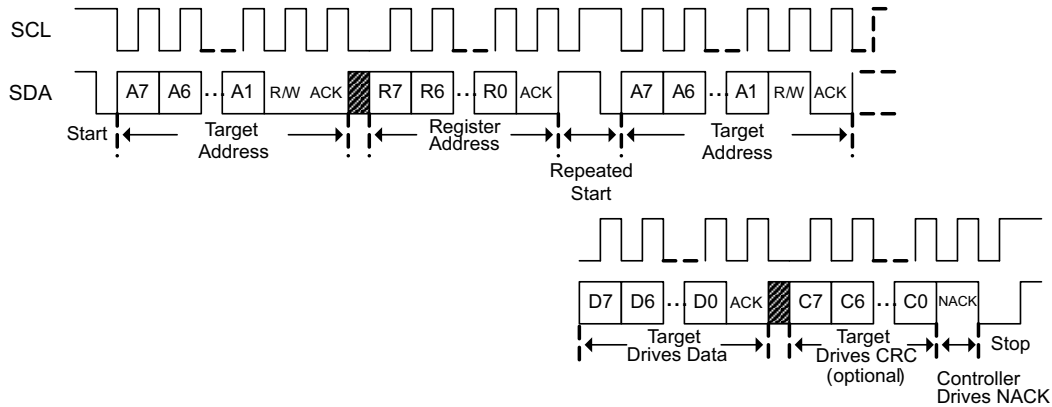 SCL
SDA A7 A6 ... A1 R/W ACK R7 R6 ... R0 ACK A7 A6 ... A1 R/W ACK
Start
Target
Address
Register
Address
Repeated
Start
Target
Address
D7 D6 ... D0 ACK C7 C6 ... C0 NACK
Target
Drives Data
Target
Drives CRC
(optional)
Stop
Controller
Drives NACK